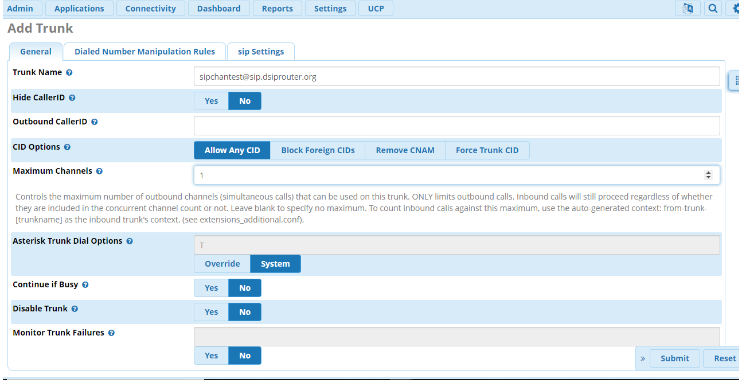 Admin Applications Connectivity Dashboard Reports Settings UCP
Add Trunk
General Dialed Number Manipulation Rules sip Settings
Trunk Name
sipchantest@sip.dsiprouter.org
Hide CallerID
Yes No
Outbound CallerID
CID Options
Allow Any CID Block Foreign CIDs Remove CNAM Force Trunk CID
Maximum Channels
1
Controls the maximum number of outbound channels (simultaneous calls) that can be used on this trunk. ONLY limits outbound calls. Inbound calls will still proceed regardless of whether
they are included in the concurrent channel count or not. Leave blank to specify no maximum. To count inbound calls against this maximum, use the auto-generated context: from-trunk-
[trunkname] as the inbound trunk's context. (see extensions_additional.conf).
Asterisk Trunk Dial Options
T
Override System
Continue if Busy
Yes No
Disable Trunk
Yes No
Monitor Trunk Failures
Yes No
» Submit Reset